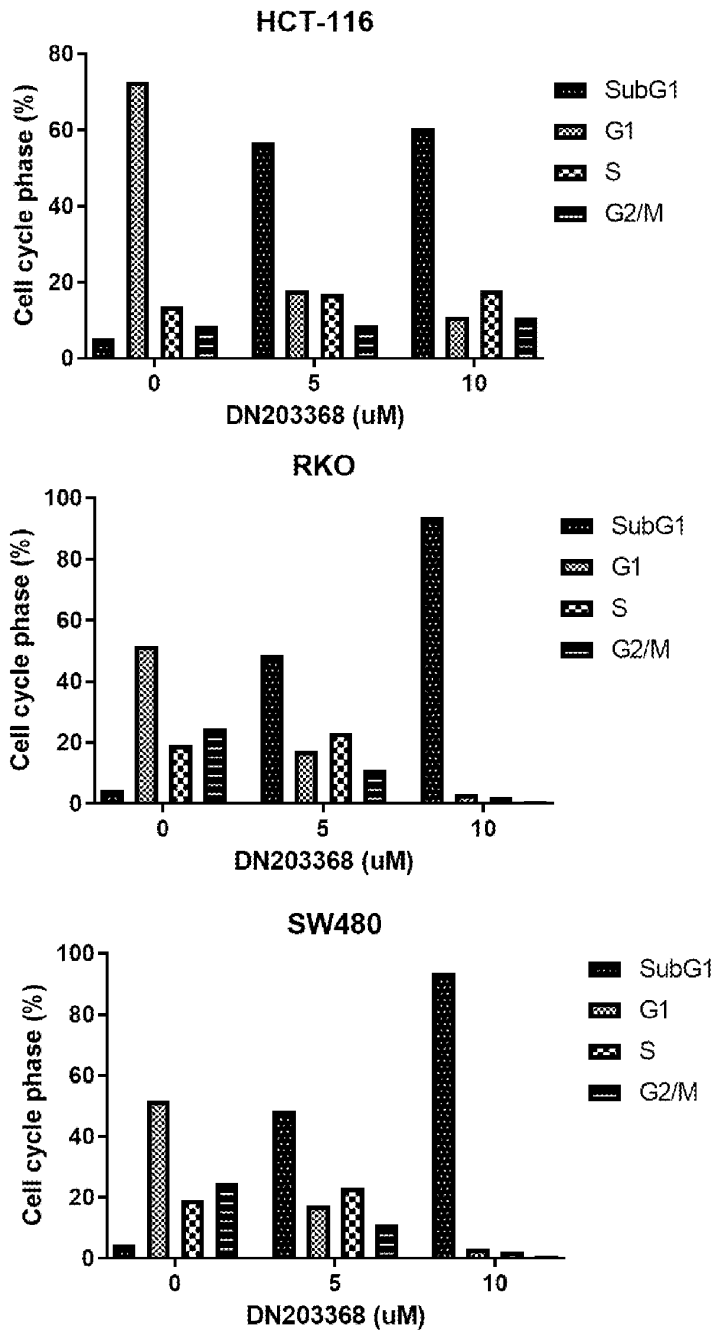 HCT-116
80
60
40
20
0
Cell cycle phase (%)
0 5 10
DN203368 (uM)
SubG1
G1
S
G2/M
RKO
100
80
60
40
20
0
Cell cycle phase (%)
0 5 10
DN203368 (uM)
SubG1
G1
S
G2/M
SW480
100
80
60
40
20
0
Cell cycle phase (%)
0 5 10
DN203368 (uM)
SubG1
G1
S
G2/M